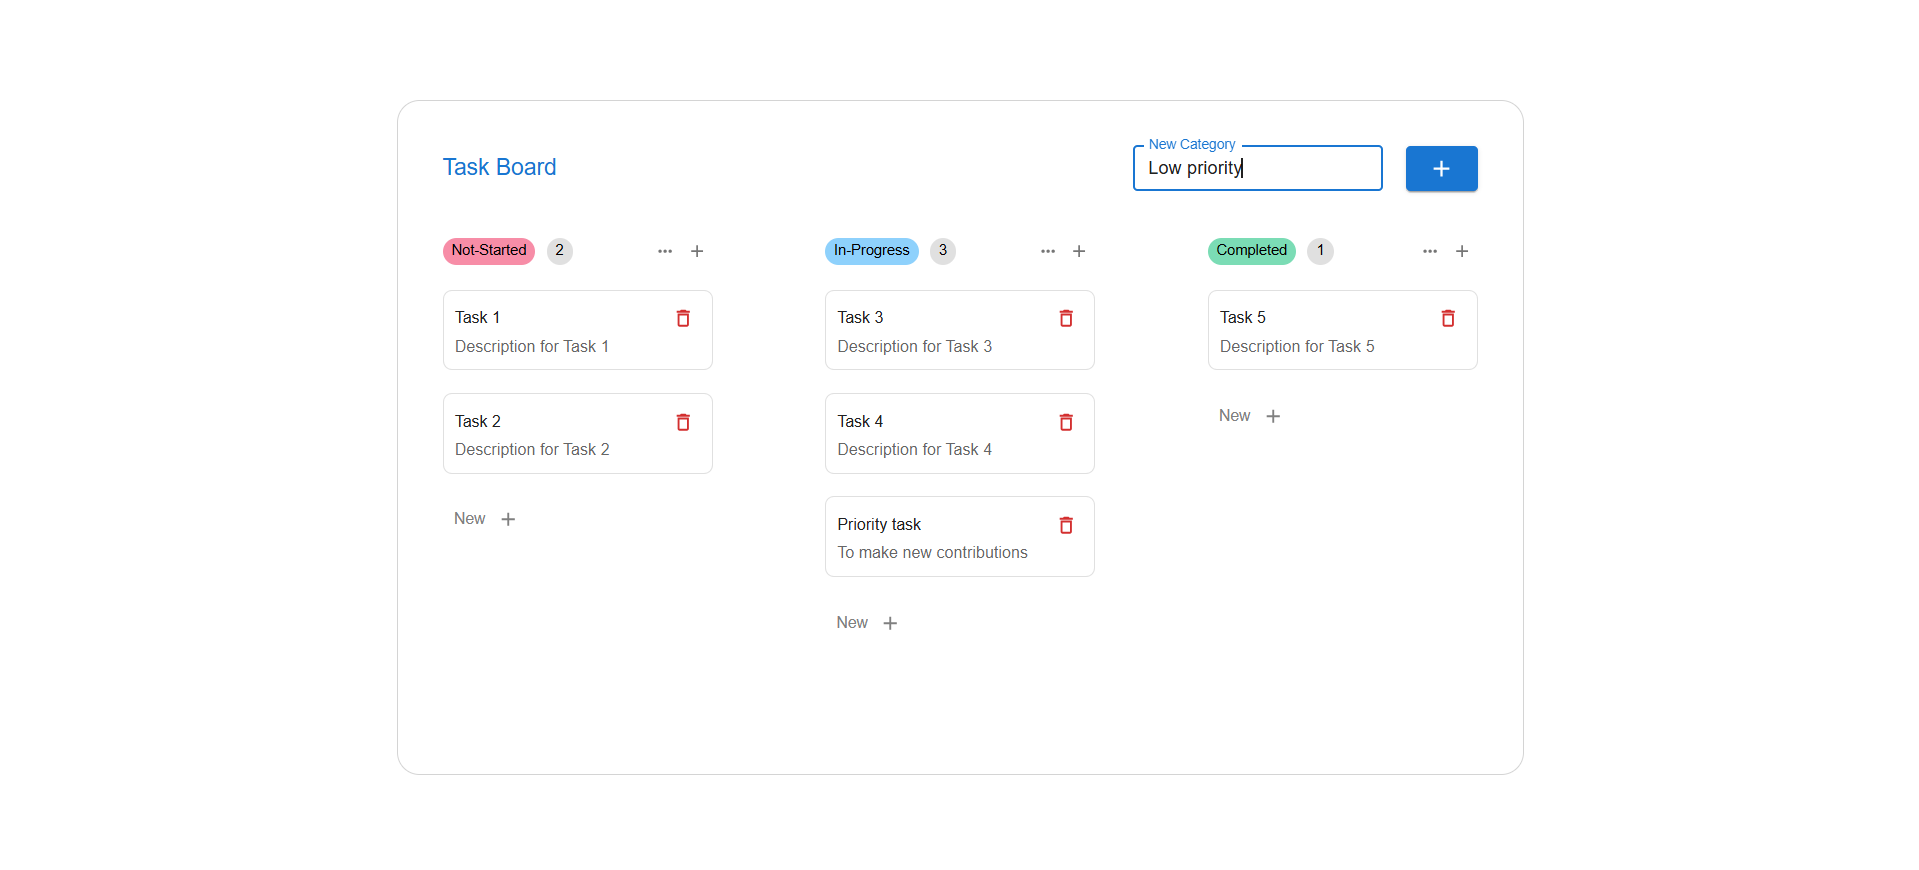 New Category
Task Board
Low priority
Not-Started 2
Task 1
Description for Task 1
Task 2
Description for Task 2
New
In-Progress 3
Task 3
Description for Task 3
Task 4
Description for Task 4
Priority task
To make new contributions
New
Completed 1
Task 5
Description for Task 5
New